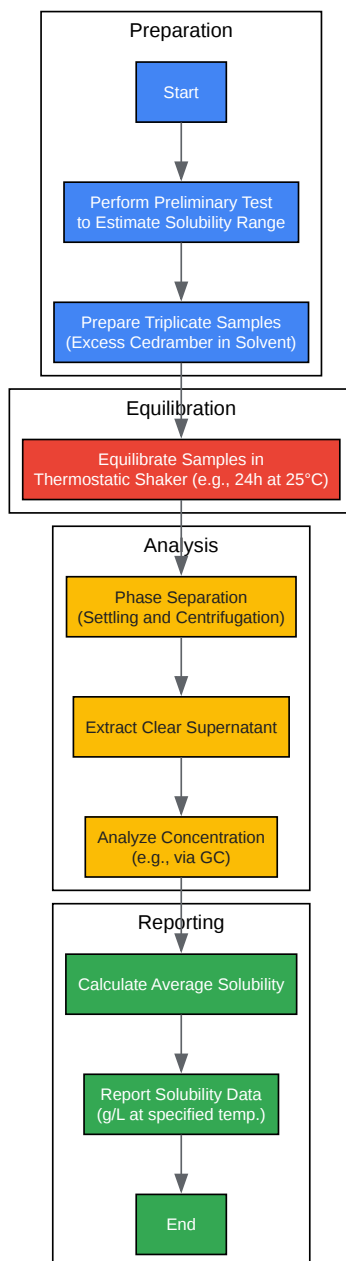 Preparation
Start
Perform Preliminary Test
to Estimate Solubility Range
Prepare Triplicate Samples
(Excess Cedramber in Solvent)
Equilibration
Equilibrate Samples in
Thermostatic Shaker (e.g., 24h at 25°C)
Analysis
Phase Separation
(Settling and Centrifugation)
Extract Clear Supernatant
Analyze Concentration
(e.g., via GC)
Reporting
Calculate Average Solubility
Report Solubility Data
(g/L at specified temp.)
End